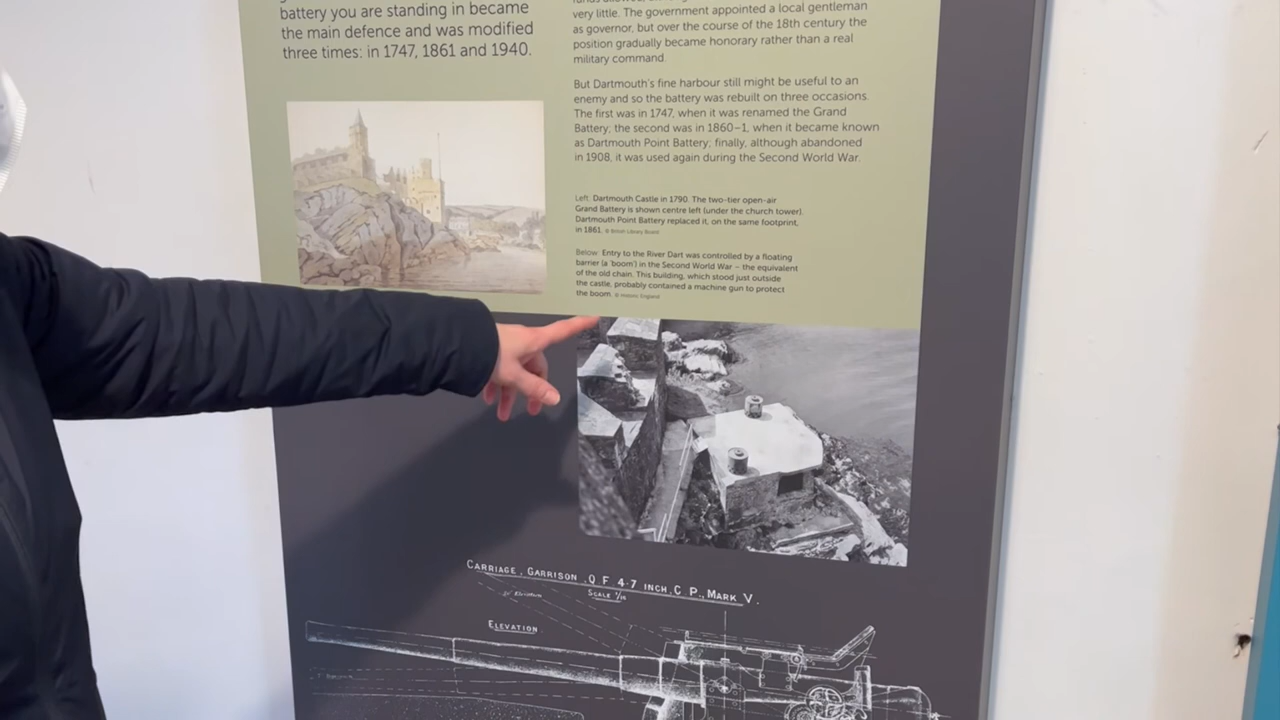 battery you are standing in became
the main defence and was modified
three times: in 1747, 1861 and 1940.
very little. The government appointed a local gentleman
as governor, but over the course of the 18th century the
position gradually became honorary rather than a real
military command.
But Dartmouth's fine harbour still might be useful to an
enemy and so the battery was rebuilt on three occasions.
The first was in 1747, when it was renamed the Grand
Battery; the second was in 1860–1, when it became known
as Dartmouth Point Battery; finally, although abandoned
in 1908, it was used again during the Second World War.
Left: Dartmouth Castle in 1790. The two-tier open-air
Grand Battery is shown centre left (under the church tower).
Dartmouth Point Battery replaced it, on the same footprint,
in 1861. © British Library Board
Below: Entry to the River Dart was controlled by a floating
barrier (a 'boom') in the Second World War – the equivalent
of the old chain. This building, which stood just outside
the castle, probably contained a machine gun to protect
the boom. © Historic England
CARRIAGE, GARRISON, Q F 4·7 INCH, C P., MARK V.
SCALE 1/16
ELEVATION